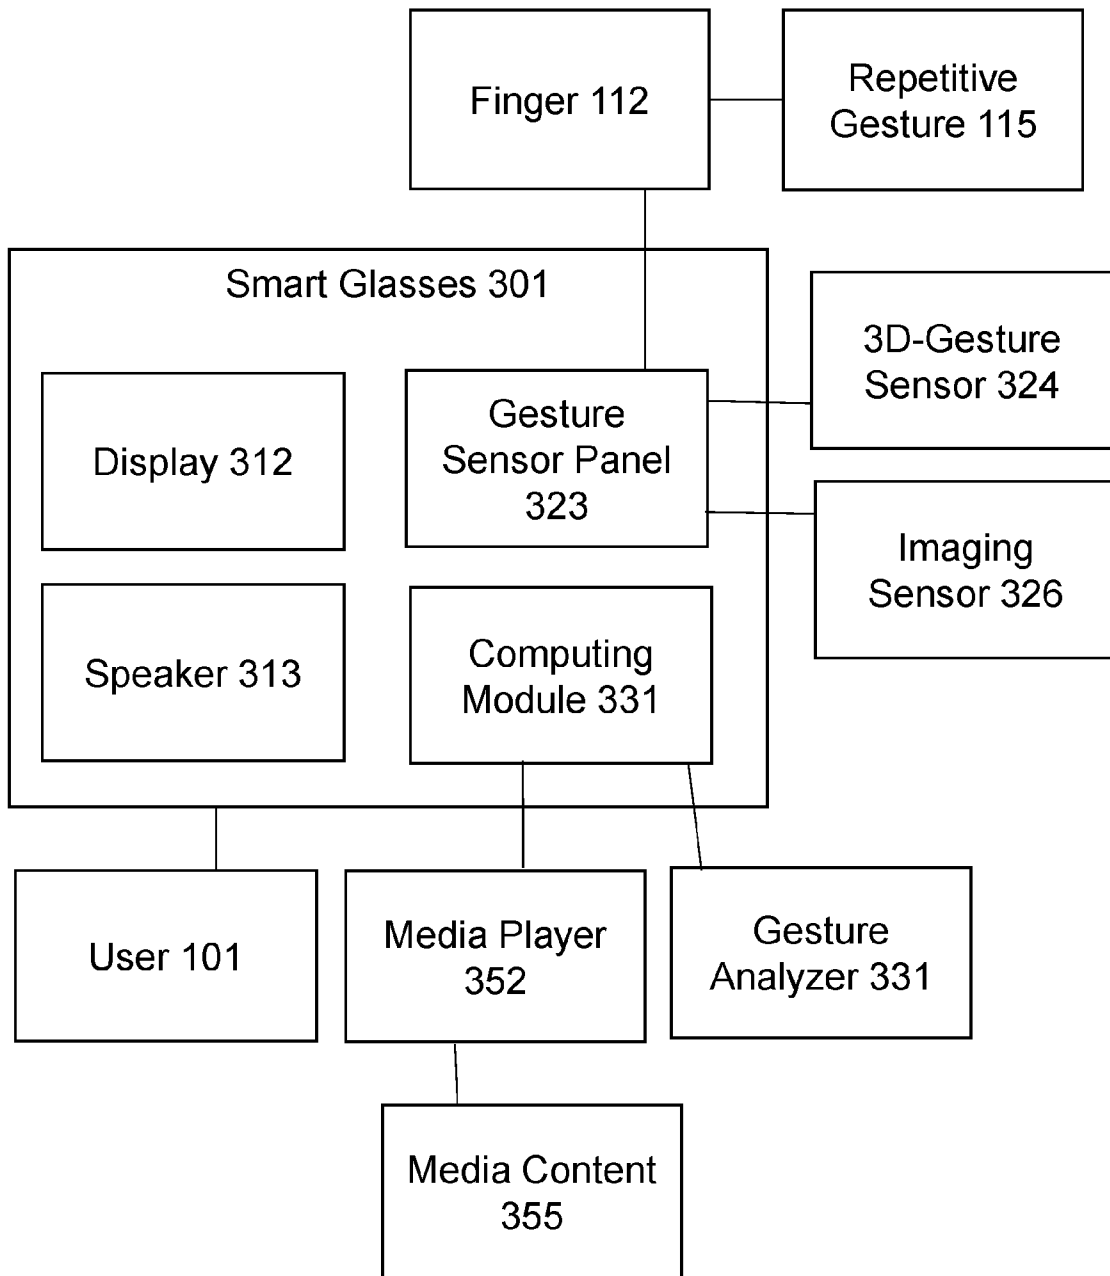 Finger 112
Repetitive
Gesture 115
Smart Glasses 301
3D-Gesture
Sensor 324
Display 312
Gesture
Sensor Panel
323
Imaging
Sensor 326
Speaker 313
Computing
Module 331
User 101
Media Player
352
Gesture
Analyzer 331
Media Content
355